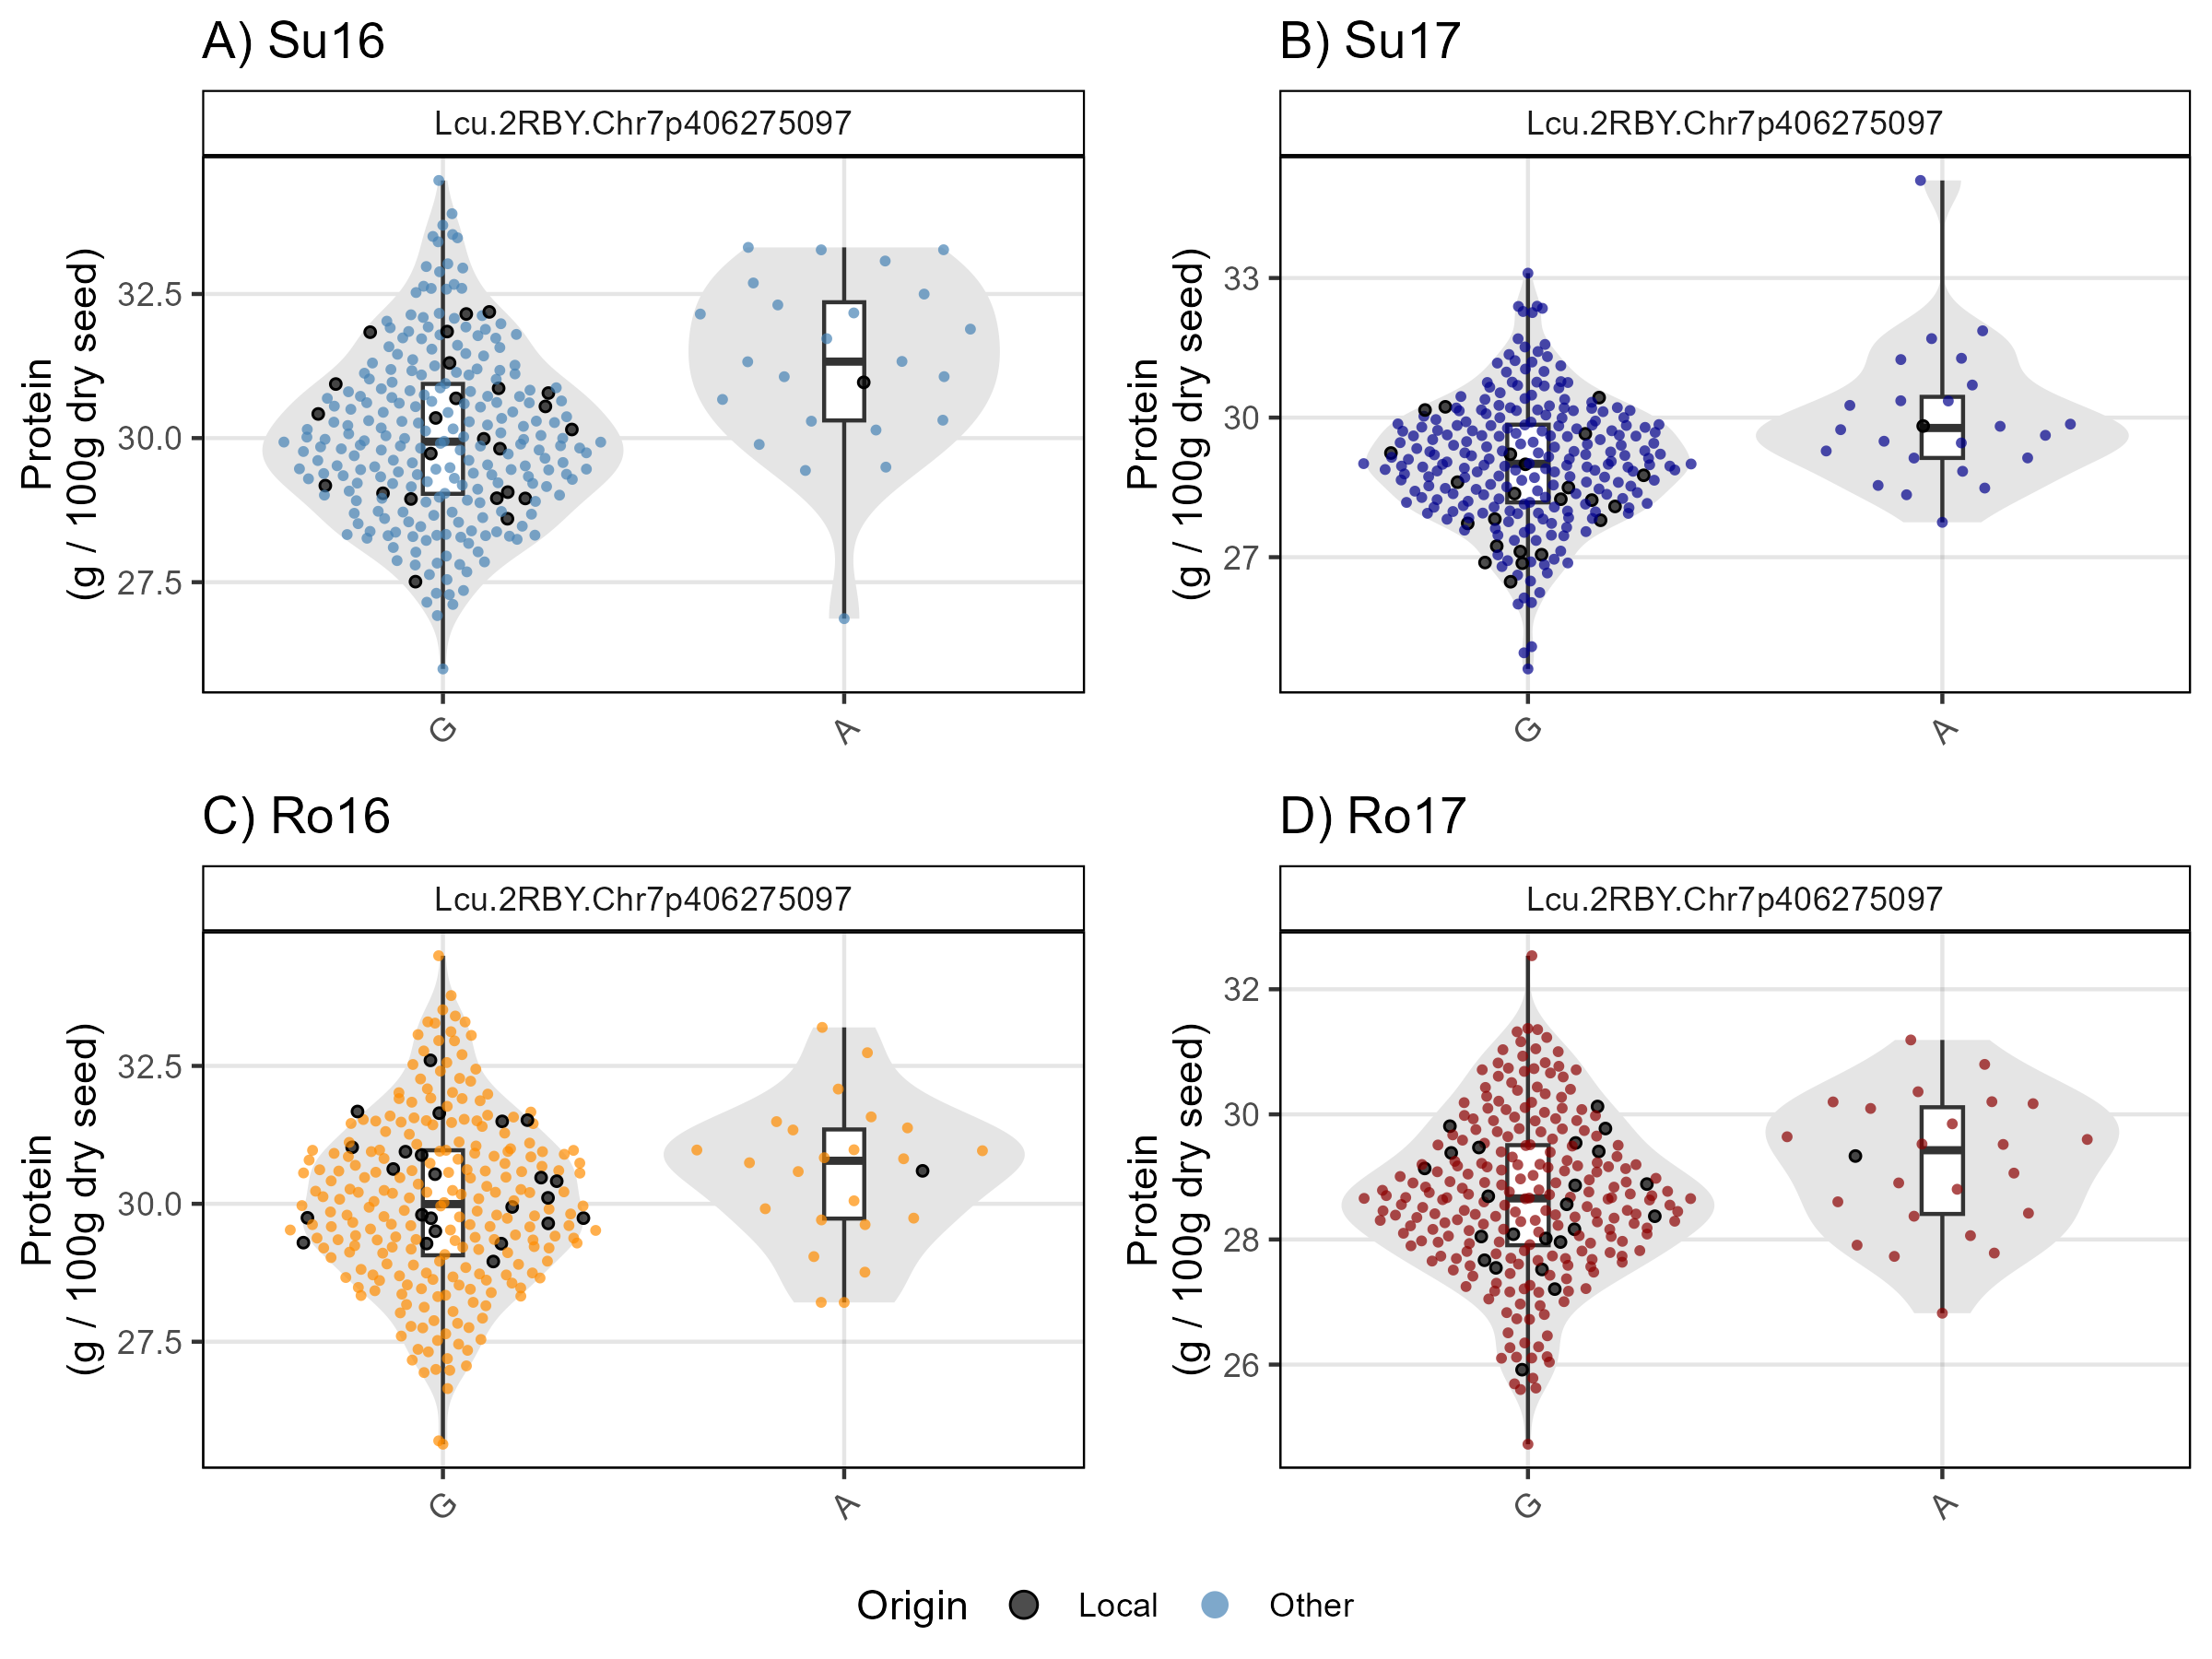 A) Su16
Lcu.2RBY.Chr7p406275097
Protein
(g / 100g dry seed)
32.5
30.0
27.5
G
A
B) Su17
Lcu.2RBY.Chr7p406275097
Protein
(g / 100g dry seed)
33
30
27
G
A
C) Ro16
Lcu.2RBY.Chr7p406275097
Protein
(g / 100g dry seed)
32.5
30.0
27.5
G
A
D) Ro17
Lcu.2RBY.Chr7p406275097
Protein
(g / 100g dry seed)
32
30
28
26
G
A
Origin Local Other